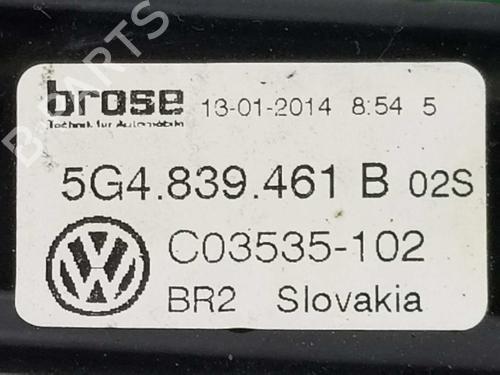 brose 13-01-2014 8:54 5
Technik für Automobile
5G4.839.461 B 02S
C03535-102
BR2 Slovakia